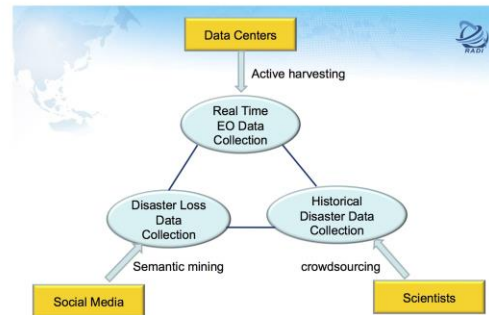 Data Centers
RADI
Active harvesting
Real Time
EO Data
Collection
Disaster Loss
Data
Collection
Historical
Disaster Data
Collection
Semantic mining
crowdsourcing
Social Media
Scientists